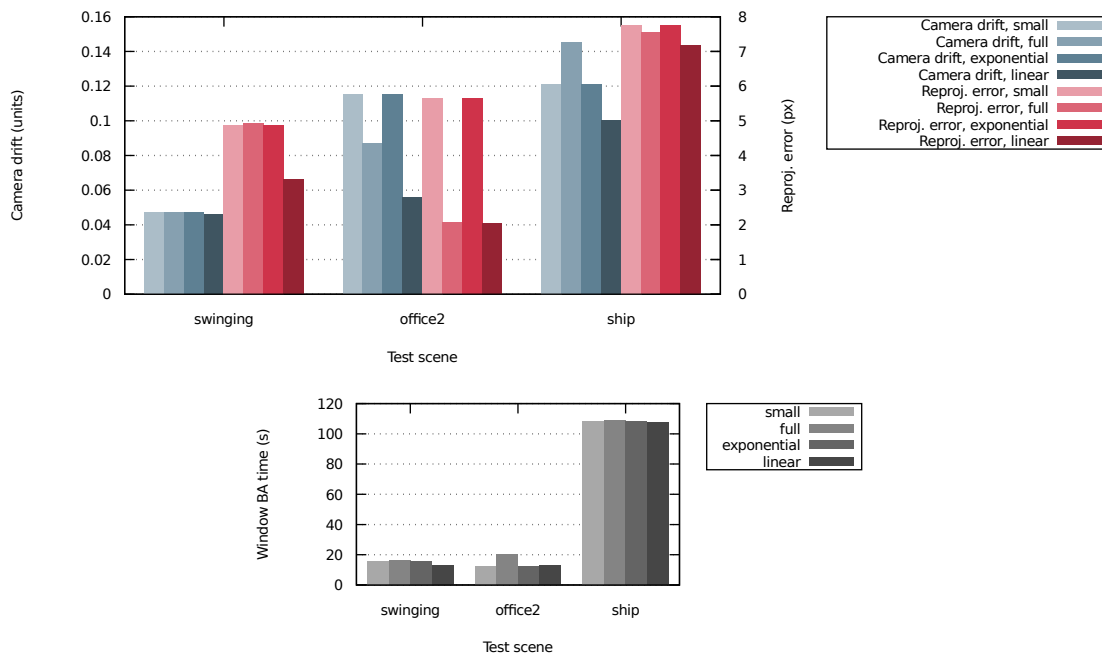 0
0.02
0.04
0.06
0.08
0.1
0.12
0.14
0.16
Camera drift (units)
swinging
office2
ship
Test scene
0
1
2
3
4
5
6
7
8
Reproj. error (px)
Camera drift, small
Camera drift, full
Camera drift, exponential
Camera drift, linear
Reproj. error, small
Reproj. error, full
Reproj. error, exponential
Reproj. error, linear
0
20
40
60
80
100
120
Window BA time (s)
swinging
office2
ship
Test scene
small
full
exponential
linear